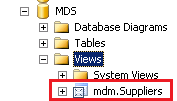 MDS
Database Diagrams
Tables
Views
System Views
mdm.Suppliers